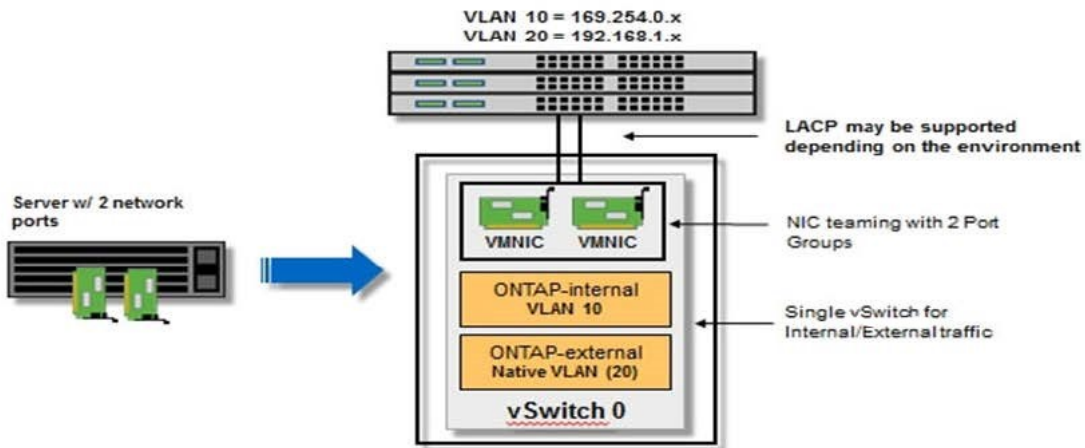 VLAN 10 = 169.254.0.x
VLAN 20 = 192.168.1.x
LACP may be supported
depending on the environment
Server w/ 2 network
ports
VMNIC
VMNIC
NIC teaming with 2 Port
Groups
ONTAP-internal
VLAN 10
Single vSwitch for
Internal/External traffic
ONTAP-external
Native VLAN (20)
vSwitch 0